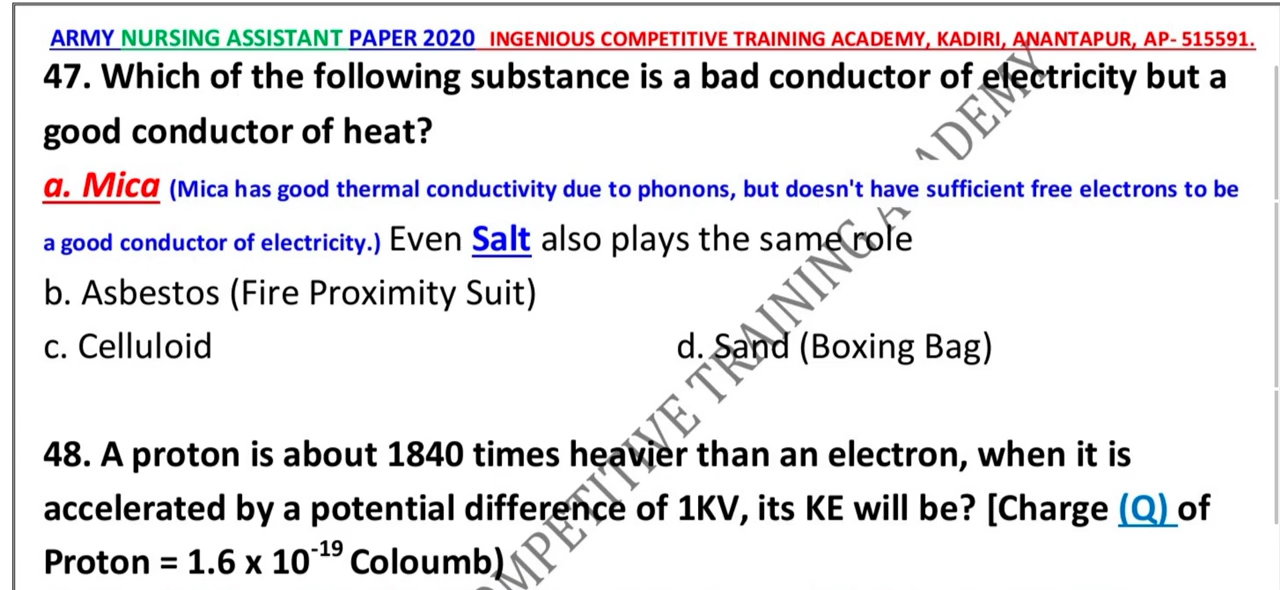 ARMY NURSING ASSISTANT PAPER 2020 INGENIOUS COMPETITIVE TRAINING ACADEMY, KADIRI, ANANTAPUR, AP- 515591.
47. Which of the following substance is a bad conductor of electricity but a
good conductor of heat?
a. Mica (Mica has good thermal conductivity due to phonons, but doesn't have sufficient free electrons to be
a good conductor of electricity.) Even Salt also plays the same role
b. Asbestos (Fire Proximity Suit)
c. Celluloid d. Sand (Boxing Bag)
48. A proton is about 1840 times heavier than an electron, when it is
accelerated by a potential difference of 1KV, its KE will be? [Charge (Q) of
Proton = 1.6 x 10⁻¹⁹ Coloumb)
MPETITIVE TRAINING A DEMY